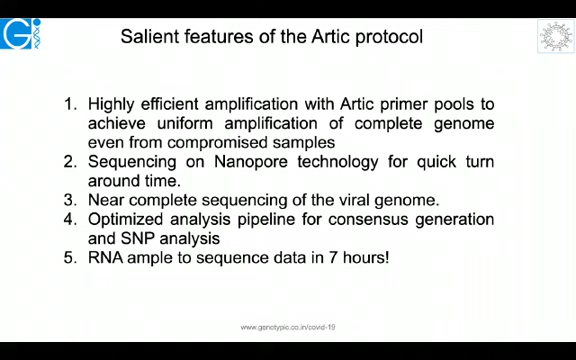 Salient features of the Artic protocol
1. Highly efficient amplification with Artic primer pools to
achieve uniform amplification of complete genome
even from compromised samples
2. Sequencing on Nanopore technology for quick turn
around time.
3. Near complete sequencing of the viral genome.
4. Optimized analysis pipeline for consensus generation
and SNP analysis
5. RNA ample to sequence data in 7 hours!
www.genotypic.co.in/covid-19